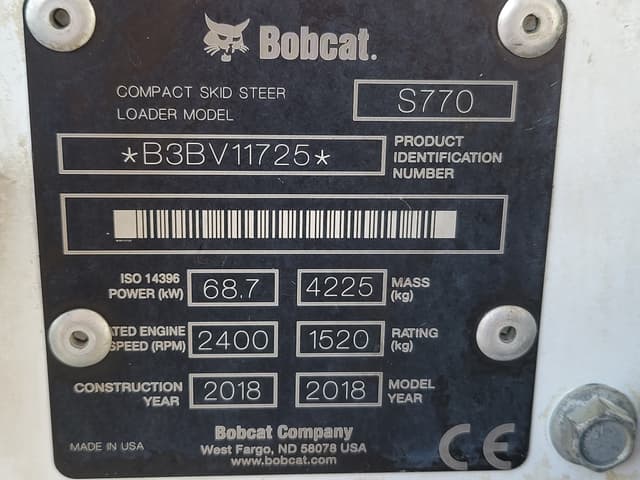 Bobcat.
COMPACT SKID STEER
LOADER MODEL
S770
*B3BV11725*
PRODUCT
IDENTIFICATION
NUMBER
ISO 14396
POWER (kW)
68.7
4225
MASS
(kg)
ENGINE
(RPM)
2400
1520
RATING
(kg)
CONSTRUCTION
YEAR
2018
2018
MODEL
YEAR
Bobcat Company
West Fargo, ND 58078 USA
www.bobcat.com
MADE IN USA
CE